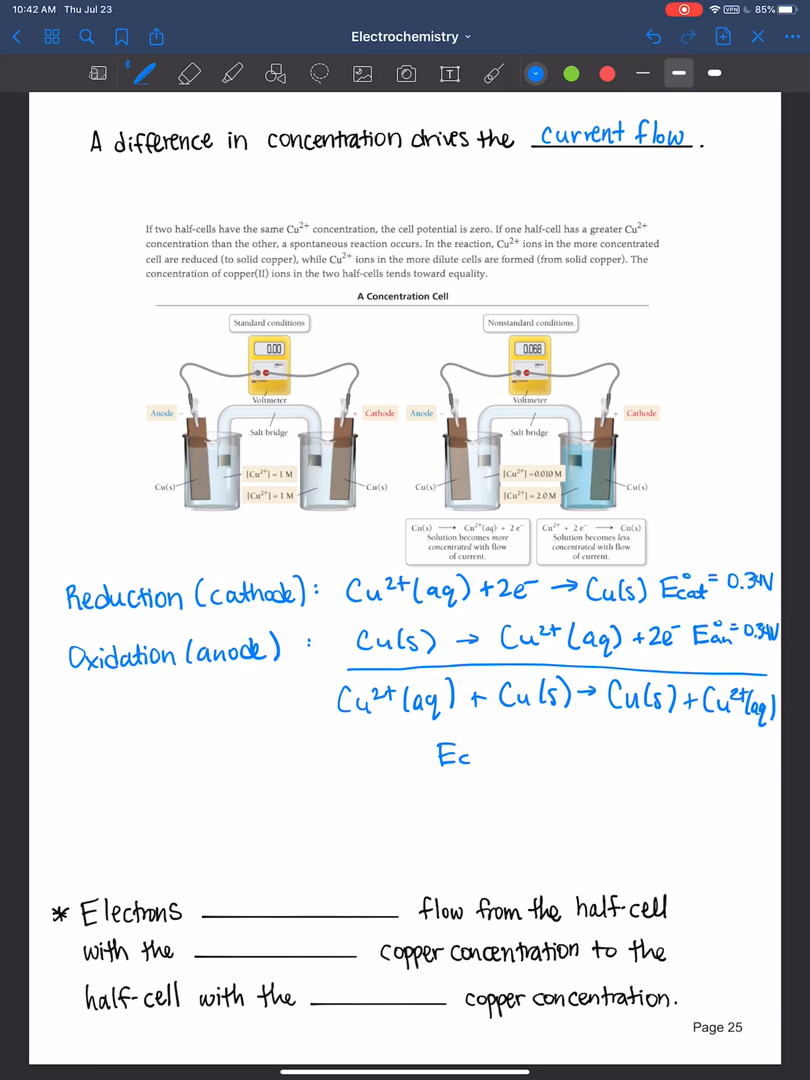 10:42 AM Thu Jul 23
VPN 85%
Electrochemistry
A difference in concentration drives the current flow.
If two half-cells have the same Cu²⁺ concentration, the cell potential is zero. If one half-cell has a greater Cu²⁺
concentration than the other, a spontaneous reaction occurs. In the reaction, Cu²⁺ ions in the more concentrated
cell are reduced (to solid copper), while Cu²⁺ ions in the more dilute cells are formed (from solid copper). The
concentration of copper(II) ions in the two half-cells tends toward equality.
A Concentration Cell
Standard conditions
Nonstandard conditions
0.00
0.068
Voltmeter
Voltmeter
Anode –
+ Cathode
Anode –
Cathode
Salt bridge
Salt bridge
[Cu²⁺] = 1 M
[Cu²⁺] = 0.010 M
Cu(s)
Cu(s)
Cu(s)
Cu(s)
[Cu²⁺] = 1 M
[Cu²⁺] = 2.0 M
Cu(s) ⟶ Cu²⁺(aq) + 2 e⁻
Solution becomes more
concentrated with flow
of current.
Cu²⁺ + 2 e⁻ ⟶ Cu(s)
Solution becomes less
concentrated with flow
of current.
Reduction (cathode): Cu²⁺(aq) + 2e⁻ → Cu(s) E°cat = 0.34V
Oxidation (anode) : Cu(s) → Cu²⁺(aq) + 2e⁻ E°an = 0.34V
Cu²⁺(aq) + Cu(s) → Cu(s) + Cu²⁺(aq)
Ec
* Electrons ________ flow from the half-cell
with the ________ copper concentration to the
half-cell with the ________ copper concentration.
Page 25